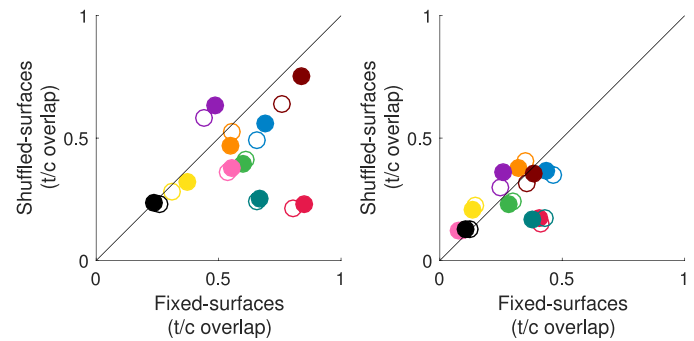 1
0.5
0
Shuffled-surfaces
(t/c overlap)
0
0.5
1
Fixed-surfaces
(t/c overlap)
1
0.5
0
Shuffled-surfaces
(t/c overlap)
0
0.5
1
Fixed-surfaces
(t/c overlap)